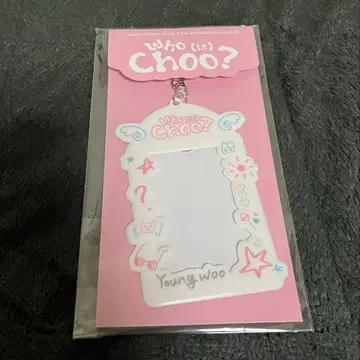 Who (is)
Choo?
Who is
Choo?
Young woo